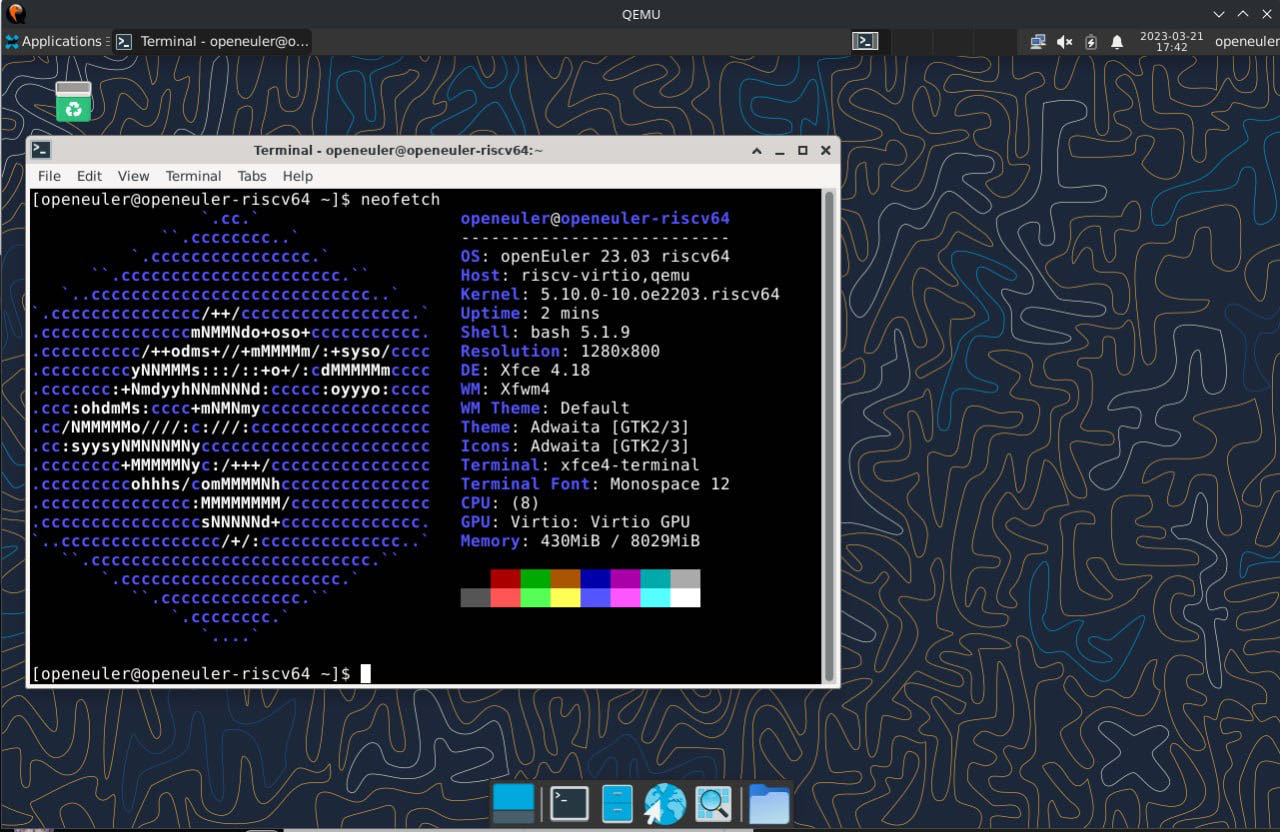 QEMU
Applications
Terminal - openeuler@o...
2023-03-21
17:42
openeuler
Terminal - openeuler@openeuler-riscv64:~
File Edit View Terminal Tabs Help
[openeuler@openeuler-riscv64 ~]$ neofetch
openeuler@openeuler-riscv64
---------------------------
OS: openEuler 23.03 riscv64
Host: riscv-virtio,qemu
Kernel: 5.10.0-10.oe2203.riscv64
Uptime: 2 mins
Shell: bash 5.1.9
Resolution: 1280x800
DE: Xfce 4.18
WM: Xfwm4
WM Theme: Default
Theme: Adwaita [GTK2/3]
Icons: Adwaita [GTK2/3]
Terminal: xfce4-terminal
Terminal Font: Monospace 12
CPU: (8)
GPU: Virtio: Virtio GPU
Memory: 430MiB / 8029MiB
[openeuler@openeuler-riscv64 ~]$